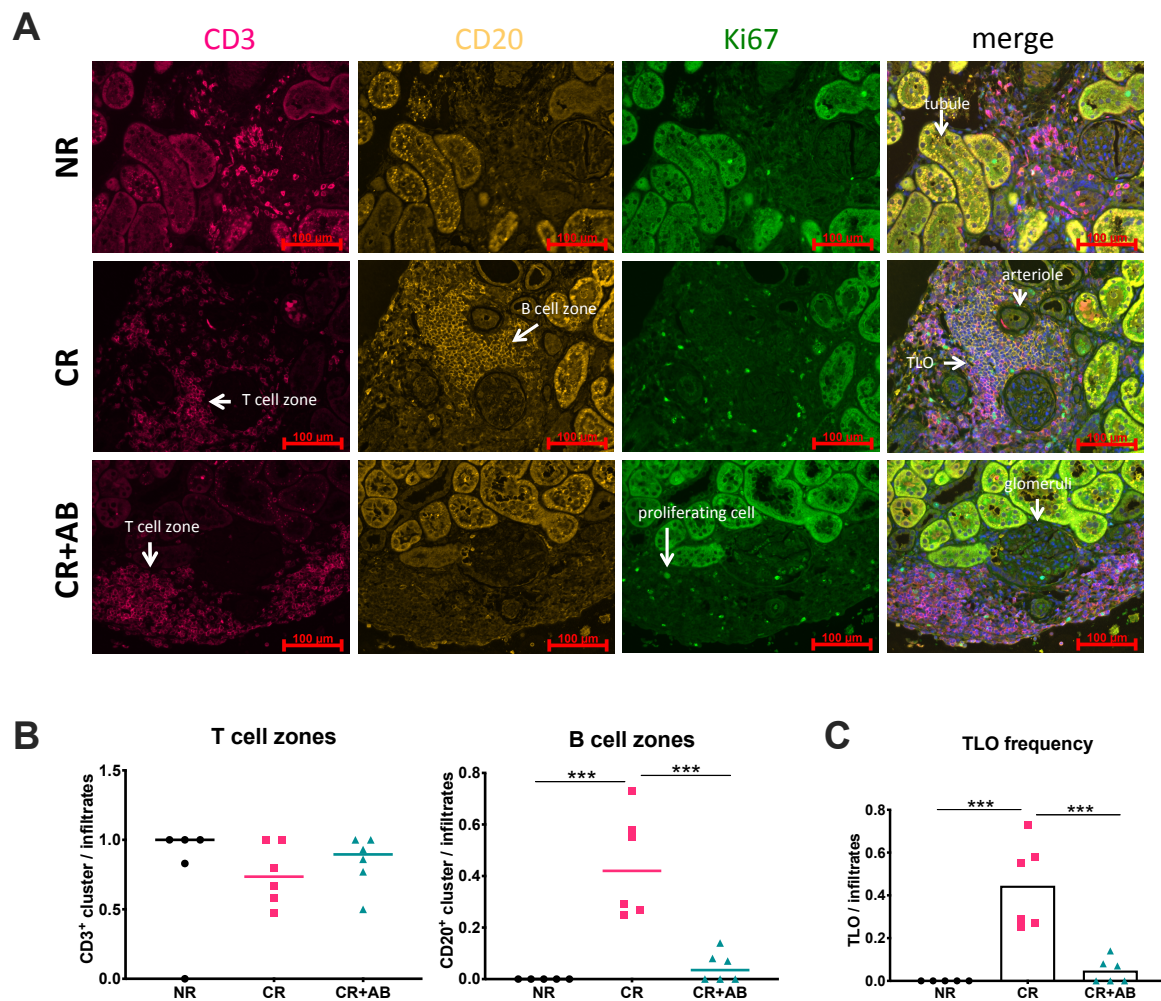 A
CD3 CD20 Ki67 merge
NR
tubule
100 µm 100 µm 100 µm 100 µm
CR
B cell zone
arteriole
TLO
T cell zone
100 µm 100 µm 100 µm 100 µm
CR+AB
T cell zone
proliferating cell
glomeruli
100 µm 100 µm 100 µm 100 µm
B
T cell zones
CD3+ cluster / infiltrates
1.5
1.0
0.5
0.0
NR CR CR+AB
B cell zones
CD20+ cluster / infiltrates
0.8
0.6
0.4
0.2
0.0
*** ***
NR CR CR+AB
C
TLO frequency
TLO / infiltrates
0.8
0.6
0.4
0.2
0.0
*** ***
NR CR CR+AB